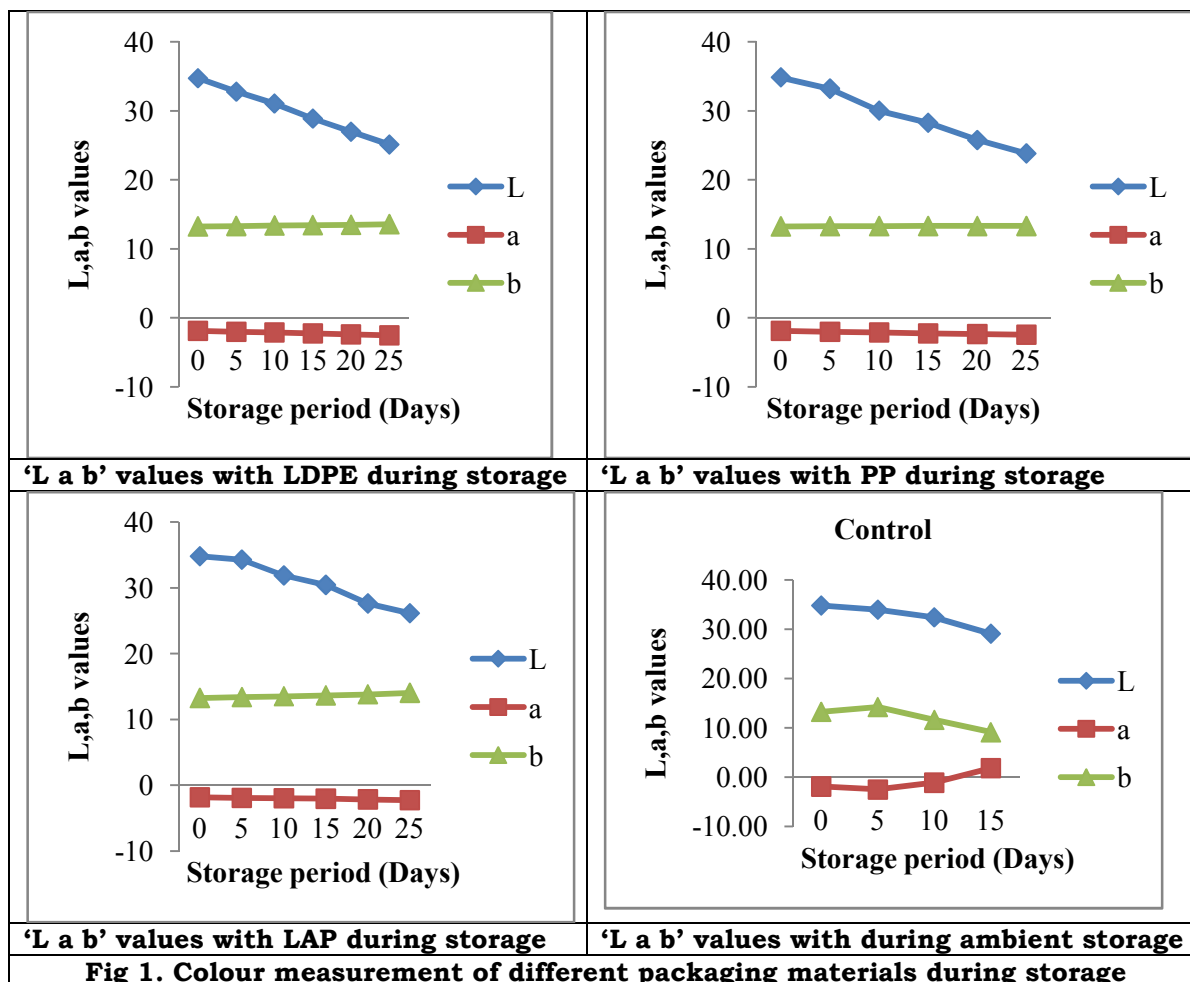 40
30
20
10
0
-10
L,a,b values
0 5 10 15 20 25
Storage period (Days)
L
a
b
‘L a b’ values with LDPE during storage
40
30
20
10
0
-10
L,a,b values
0 5 10 15 20 25
Storage period (Days)
L
a
b
‘L a b’ values with PP during storage
40
30
20
10
0
-10
L,a,b values
0 5 10 15 20 25
Storage period (Days)
L
a
b
‘L a b’ values with LAP during storage
Control
40.00
30.00
20.00
10.00
0.00
-10.00
L,a,b values
0 5 10 15
Storage period (Days)
L
a
b
‘L a b’ values with during ambient storage
Fig 1. Colour measurement of different packaging materials during storage